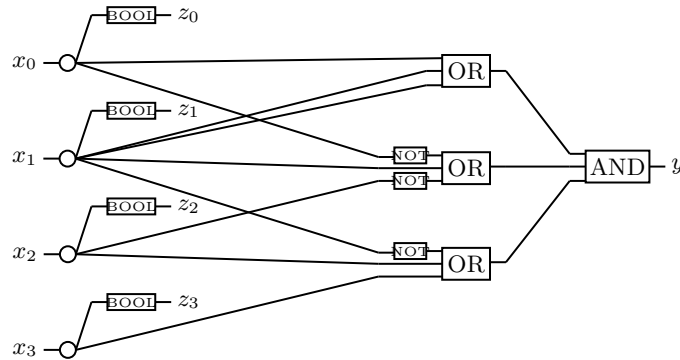 BOOL z₀
x₀ OR
BOOL z₁
x₁ NOT OR AND y
NOT
BOOL z₂
x₂ NOT OR
BOOL z₃
x₃